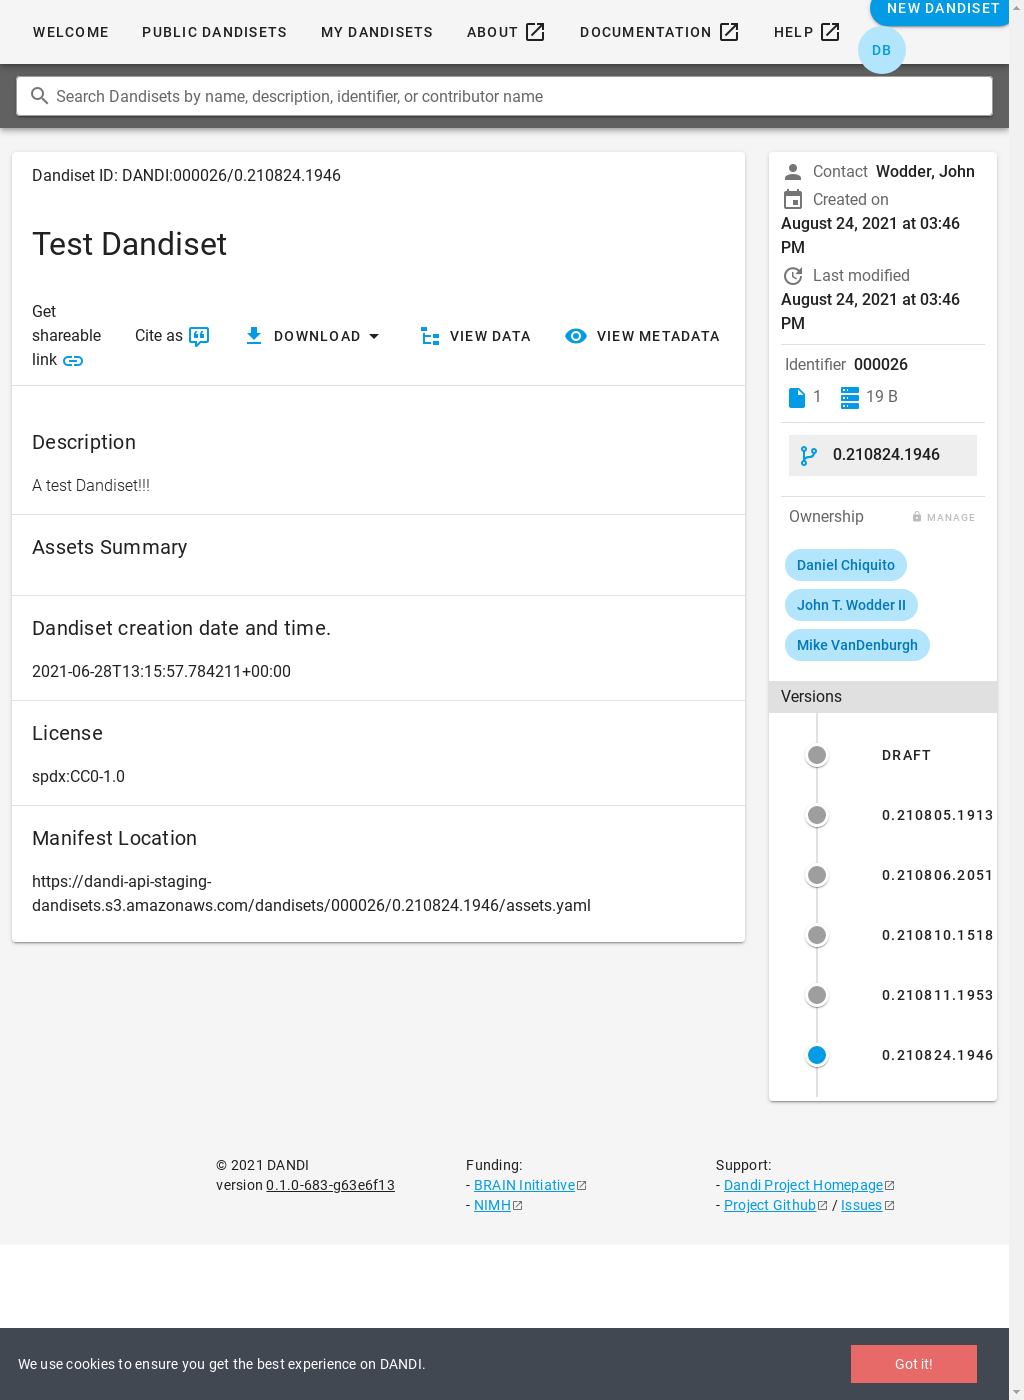 WELCOME
PUBLIC DANDISETS
MY DANDISETS
ABOUT
DOCUMENTATION
HELP
NEW DANDISET
DB
Search Dandisets by name, description, identifier, or contributor name
Dandiset ID: DANDI:000026/0.210824.1946
Test Dandiset
Get
shareable
link
Cite as
DOWNLOAD
VIEW DATA
VIEW METADATA
Description
A test Dandiset!!!
Assets Summary
Dandiset creation date and time.
2021-06-28T13:15:57.784211+00:00
License
spdx:CC0-1.0
Manifest Location
https://dandi-api-staging-
dandisets.s3.amazonaws.com/dandisets/000026/0.210824.1946/assets.yaml
Contact Wodder, John
Created on
August 24, 2021 at 03:46
PM
Last modified
August 24, 2021 at 03:46
PM
Identifier 000026
1 19 B
0.210824.1946
Ownership MANAGE
Daniel Chiquito
John T. Wodder II
Mike VanDenburgh
Versions
DRAFT
0.210805.1913
0.210806.2051
0.210810.1518
0.210811.1953
0.210824.1946
© 2021 DANDI
version 0.1.0-683-g63e6f13
Funding:
- BRAIN Initiative
- NIMH
Support:
- Dandi Project Homepage
- Project Github / Issues
We use cookies to ensure you get the best experience on DANDI.
Got it!